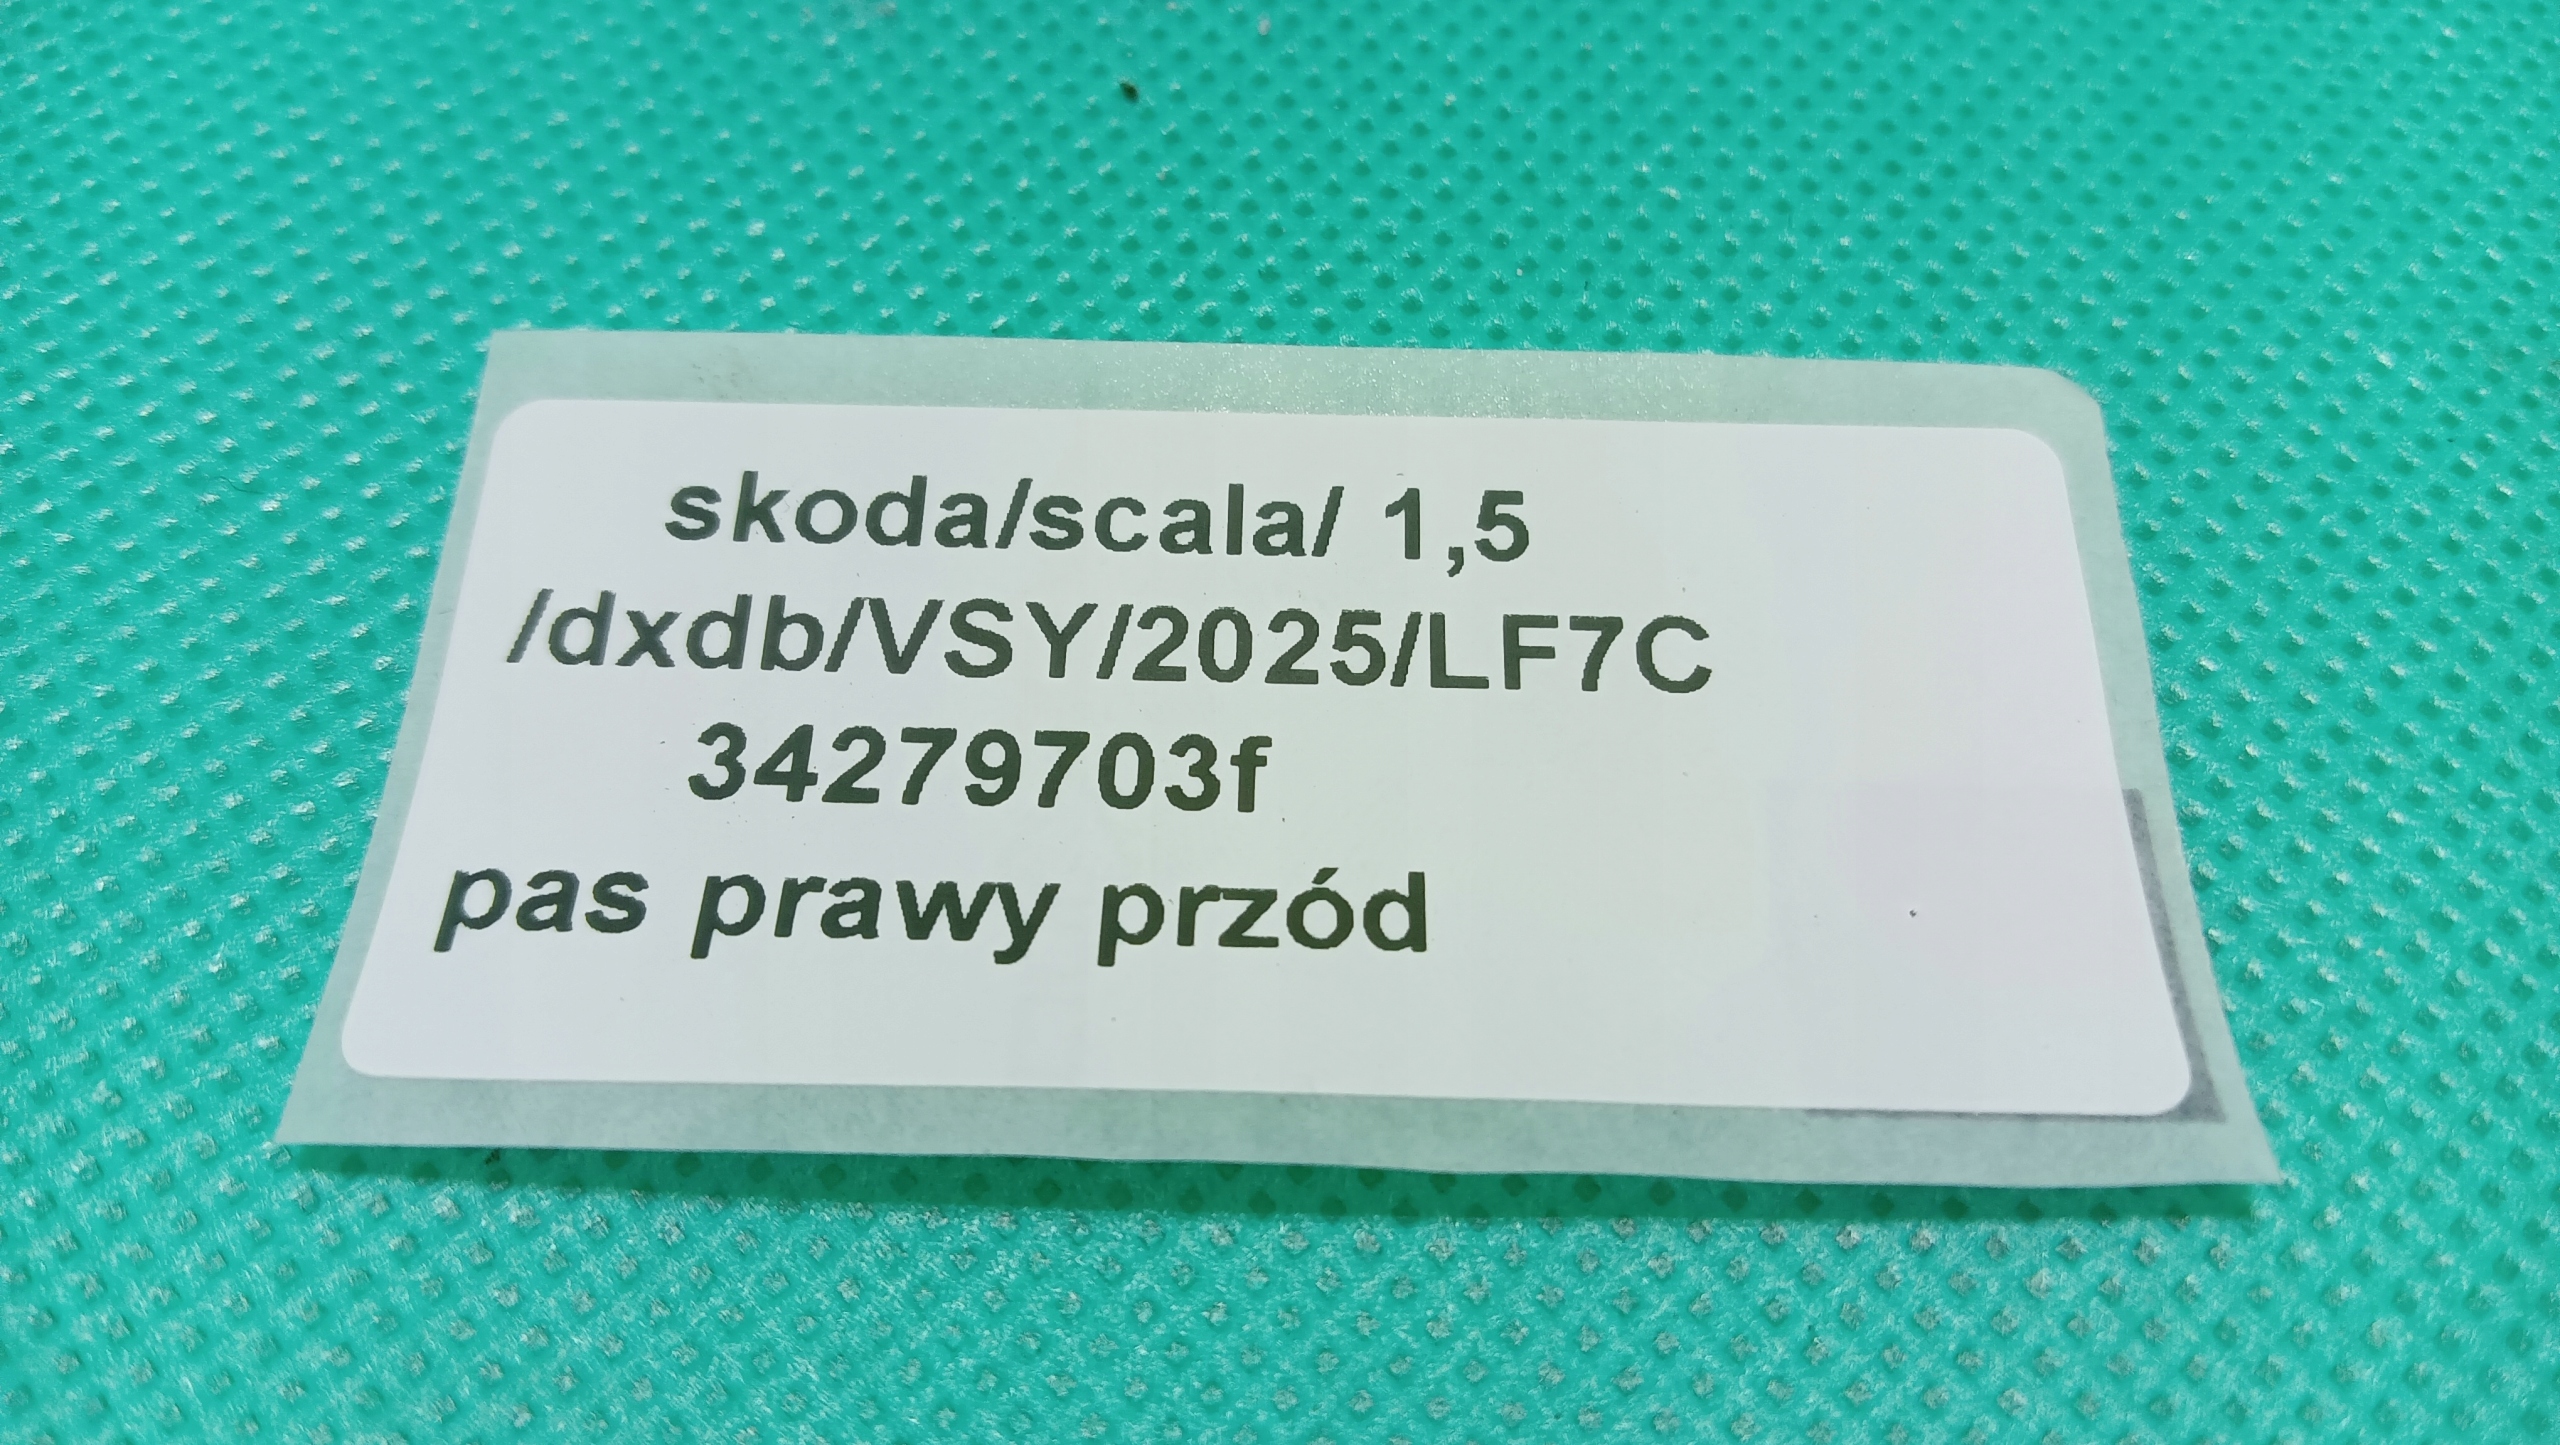 skoda/scala/ 1,5
/dxdb/VSY/2025/LF7C
34279703f
pas prawy przód